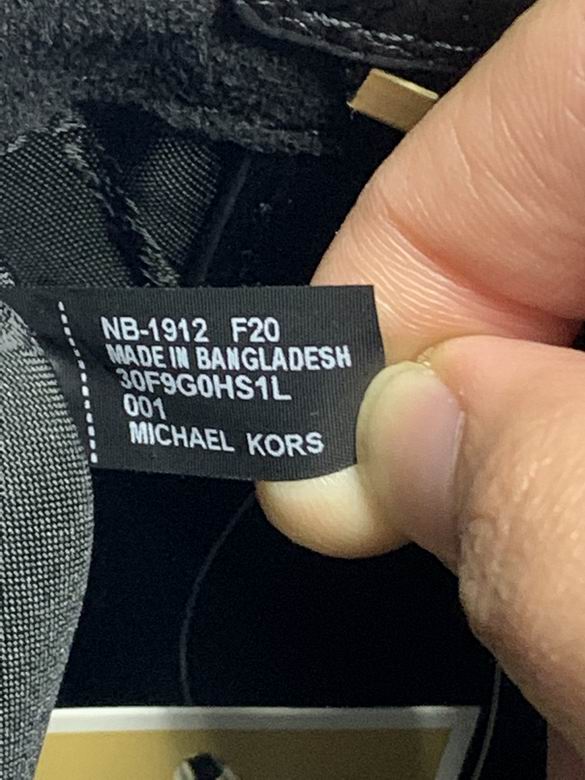 NB-1912 F20
MADE IN BANGLADESH
30F9G0HS1L
001
MICHAEL KORS